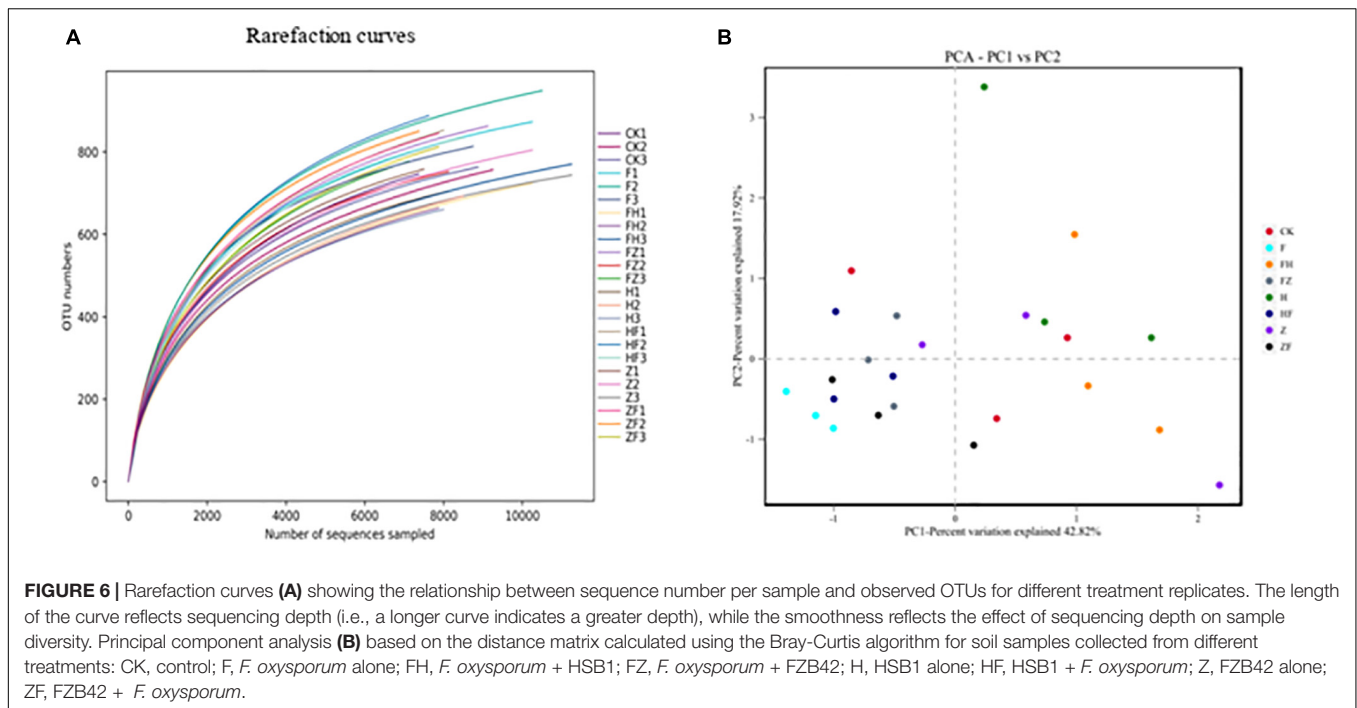 A
Rarefaction curves
OTU numbers
800
600
400
200
0
0 2000 4000 6000 8000 10000
Number of sequences sampled
CK1
CK2
CK3
F1
F2
F3
FH1
FH2
FH3
FZ1
FZ2
FZ3
H1
H2
H3
HF1
HF2
HF3
Z1
Z2
Z3
ZF1
ZF2
ZF3
B
PCA - PC1 vs PC2
PC2-Percent variation explained 17.92%
3
2
1
0
-1
-1 0 1 2
PC1-Percent variation explained 42.82%
CK
F
FH
FZ
H
HF
Z
ZF
FIGURE 6 | Rarefaction curves (A) showing the relationship between sequence number per sample and observed OTUs for different treatment replicates. The length
of the curve reflects sequencing depth (i.e., a longer curve indicates a greater depth), while the smoothness reflects the effect of sequencing depth on sample
diversity. Principal component analysis (B) based on the distance matrix calculated using the Bray-Curtis algorithm for soil samples collected from different
treatments: CK, control; F, F. oxysporum alone; FH, F. oxysporum + HSB1; FZ, F. oxysporum + FZB42; H, HSB1 alone; HF, HSB1 + F. oxysporum; Z, FZB42 alone;
ZF, FZB42 + F. oxysporum.